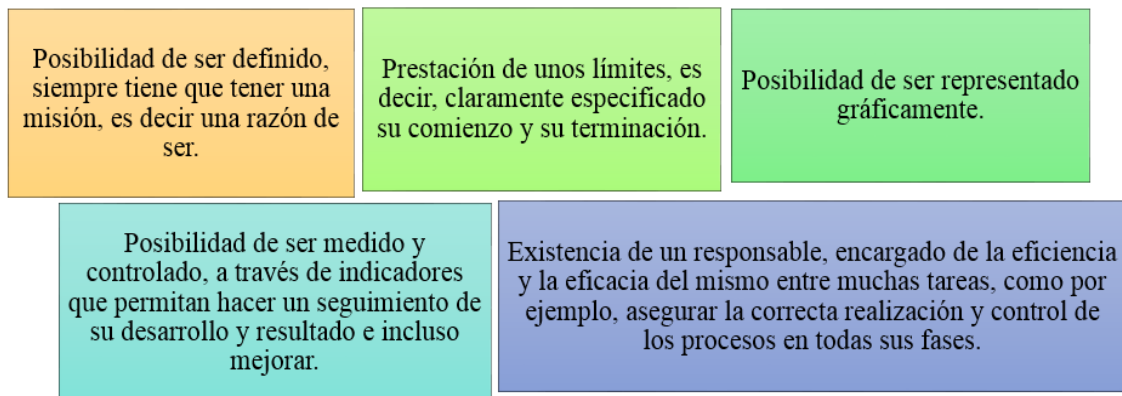 Posibilidad de ser definido,
siempre tiene que tener una
misión, es decir una razón de
ser.
Prestación de unos límites, es
decir, claramente especificado
su comienzo y su terminación.
Posibilidad de ser representado
gráficamente.
Posibilidad de ser medido y
controlado, a través de indicadores
que permitan hacer un seguimiento de
su desarrollo y resultado e incluso
mejorar.
Existencia de un responsable, encargado de la eficiencia
y la eficacia del mismo entre muchas tareas, como por
ejemplo, asegurar la correcta realización y control de
los procesos en todas sus fases.